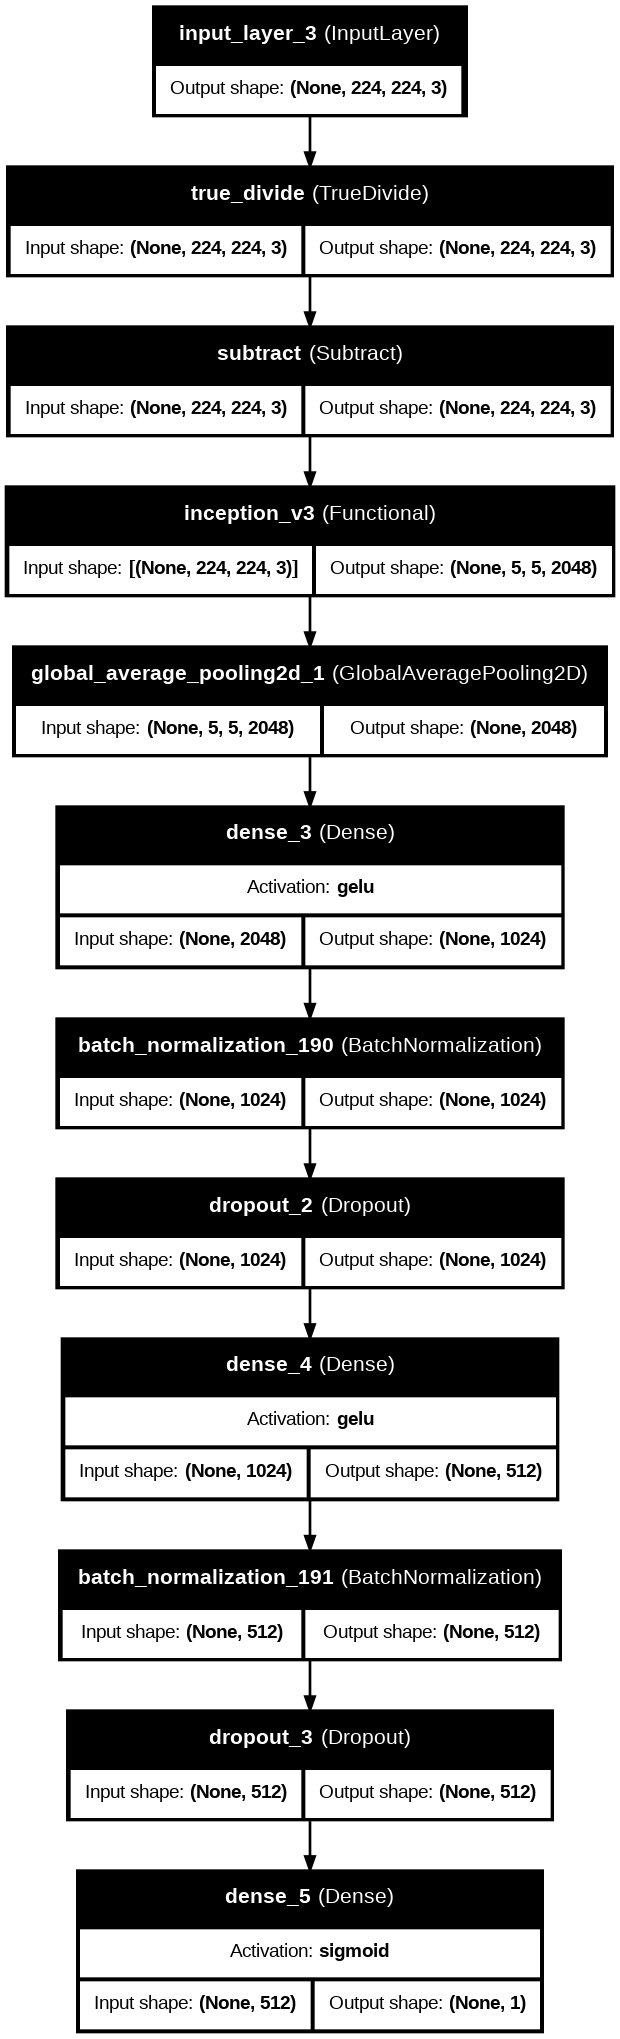 input_layer_3 (InputLayer)
Output shape: (None, 224, 224, 3)
true_divide (TrueDivide)
Input shape: (None, 224, 224, 3) Output shape: (None, 224, 224, 3)
subtract (Subtract)
Input shape: (None, 224, 224, 3) Output shape: (None, 224, 224, 3)
inception_v3 (Functional)
Input shape: [(None, 224, 224, 3)] Output shape: (None, 5, 5, 2048)
global_average_pooling2d_1 (GlobalAveragePooling2D)
Input shape: (None, 5, 5, 2048) Output shape: (None, 2048)
dense_3 (Dense)
Activation: gelu
Input shape: (None, 2048) Output shape: (None, 1024)
batch_normalization_190 (BatchNormalization)
Input shape: (None, 1024) Output shape: (None, 1024)
dropout_2 (Dropout)
Input shape: (None, 1024) Output shape: (None, 1024)
dense_4 (Dense)
Activation: gelu
Input shape: (None, 1024) Output shape: (None, 512)
batch_normalization_191 (BatchNormalization)
Input shape: (None, 512) Output shape: (None, 512)
dropout_3 (Dropout)
Input shape: (None, 512) Output shape: (None, 512)
dense_5 (Dense)
Activation: sigmoid
Input shape: (None, 512) Output shape: (None, 1)